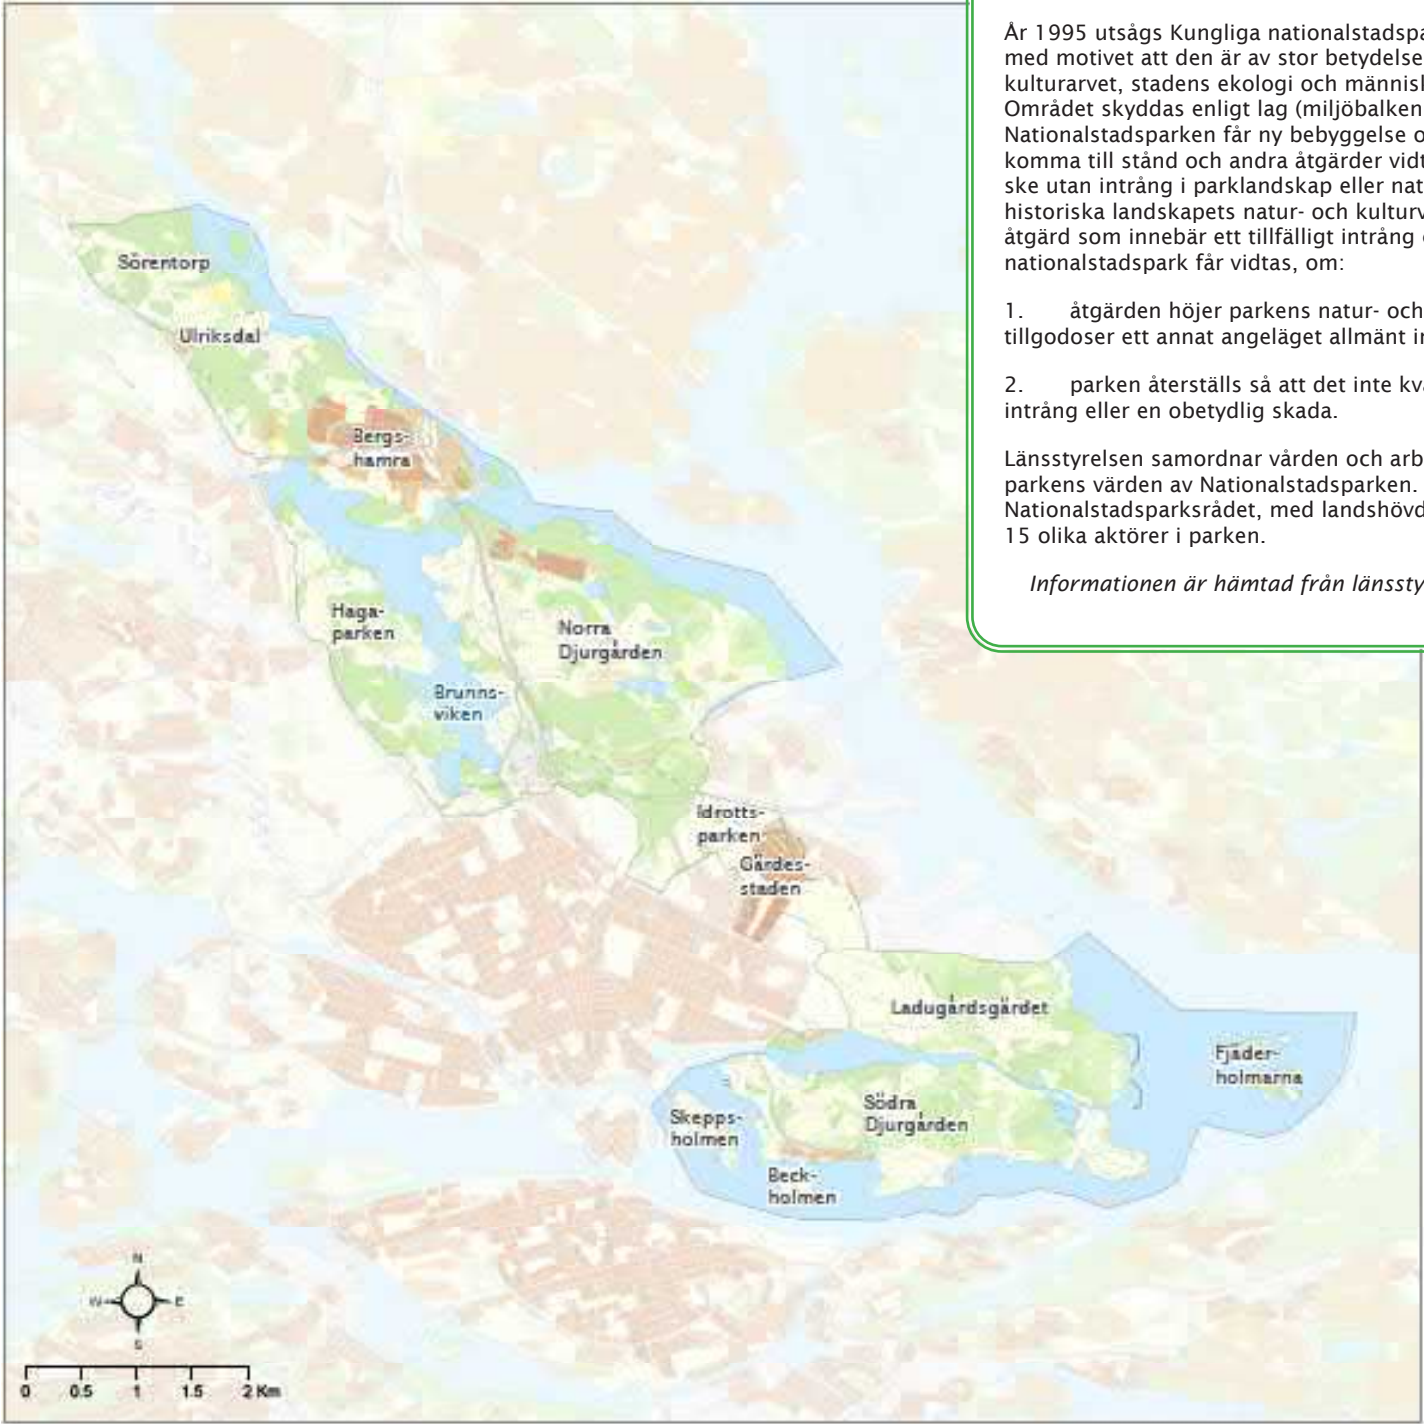 År 1995 utsågs Kungliga nationalstadspa
med motivet att den är av stor betydelse
kulturarvet, stadens ekologi och människ
Området skyddas enligt lag (miljöbalken
Nationalstadsparken får ny bebyggelse o
komma till stånd och andra åtgärder vidt
ske utan intrång i parklandskap eller nat
historiska landskapets natur- och kulturv
åtgärd som innebär ett tillfälligt intrång
nationalstadspark får vidtas, om:
1. åtgärden höjer parkens natur- och
tillgodoser ett annat angeläget allmänt in
2. parken återställs så att det inte kva
intrång eller en obetydlig skada.
Länsstyrelsen samordnar vården och arb
parkens värden av Nationalstadsparken.
Nationalstadsparksrådet, med landshövd
15 olika aktörer i parken.
Informationen är hämtad från länssty
Sörentorp
Ulriksdal
Bergs-
hamra
Haga-
parken
Norra
Djurgården
Brunns-
viken
Idrotts-
parken
Gärdes-
staden
Ladugårdsgärdet
Fjäder-
holmarna
Södra
Djurgården
Skepps-
holmen
Beck-
holmen
N
W E
S
0 0.5 1 1.5 2 Km